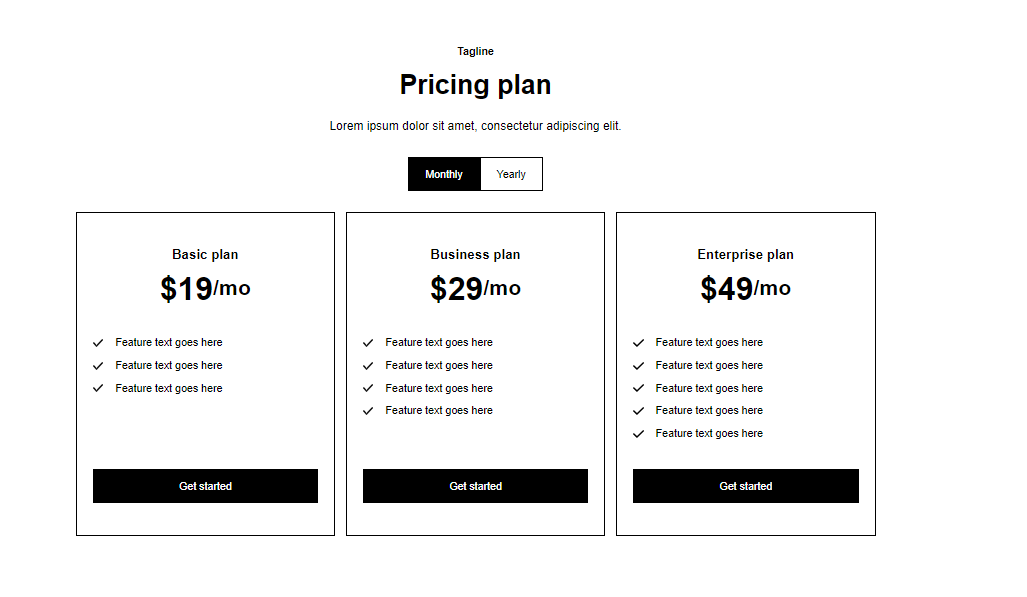 Tagline
Pricing plan
Lorem ipsum dolor sit amet, consectetur adipiscing elit.
Monthly
Yearly
Basic plan
$19/mo
Feature text goes here
Feature text goes here
Feature text goes here
Get started
Business plan
$29/mo
Feature text goes here
Feature text goes here
Feature text goes here
Feature text goes here
Get started
Enterprise plan
$49/mo
Feature text goes here
Feature text goes here
Feature text goes here
Feature text goes here
Feature text goes here
Get started